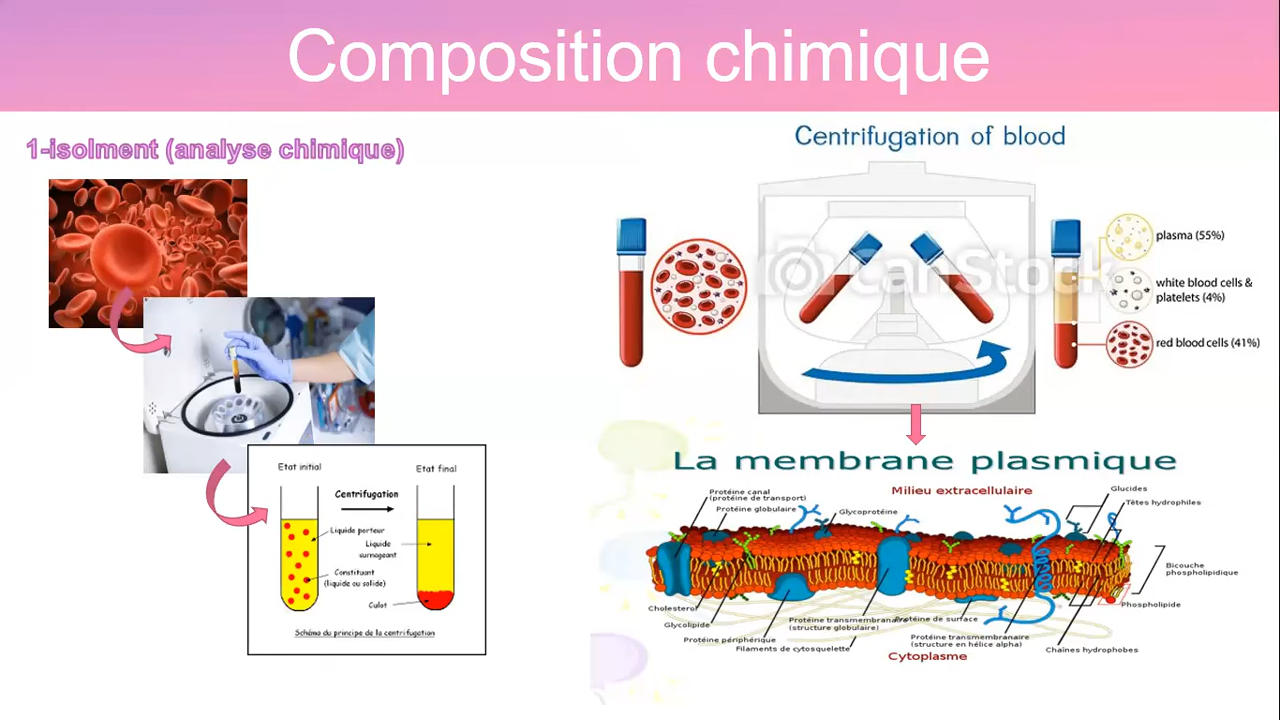 Composition chimique
1-isolment (analyse chimique)
Etat initial
Etat final
Centrifugation
Liquide porteur
Liquide
surnageant
Constituant
(liquide ou solide)
Culot
Schéma du principe de la centrifugation
Centrifugation of blood
CanStock
plasma (55%)
white blood cells &
platelets (4%)
red blood cells (41%)
La membrane plasmique
Milieu extracellulaire
Protéine canal
(protéine de transport)
Protéine globulaire
Glycoprotéine
Glucides
Têtes hydrophiles
Bicouche
phospholipidique
Phospholipide
Cholesterol
Glycolipide
Protéine périphérique
Protéine transmembranaire
(structure globulaire)
Filaments de cytosquelette
Protéine de surface
Protéine transmembranaire
(structure en hélice alpha)
Chaînes hydrophobes
Cytoplasme